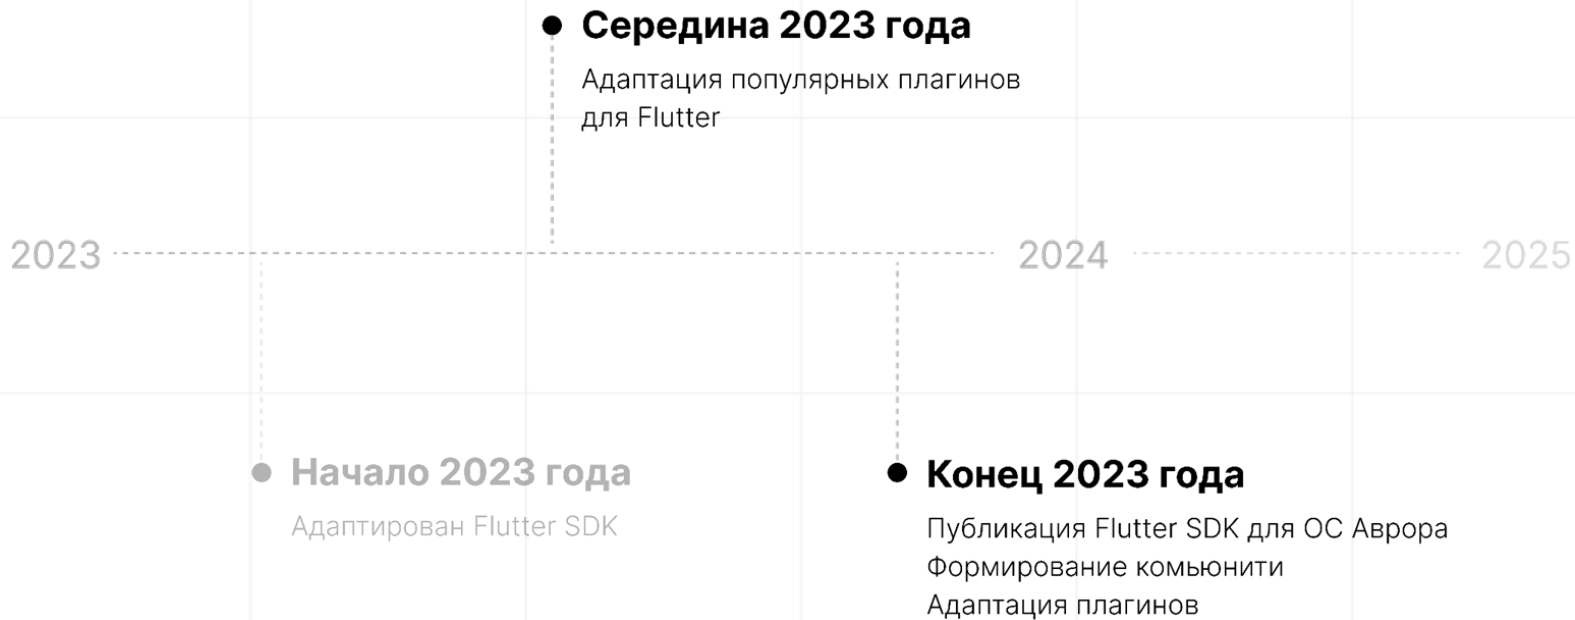 Середина 2023 года
Адаптация популярных плагинов
для Flutter
2023
2024
2025
Начало 2023 года
Адаптирован Flutter SDK
Конец 2023 года
Публикация Flutter SDK для ОС Аврора
Формирование комьюнити
Адаптация плагинов